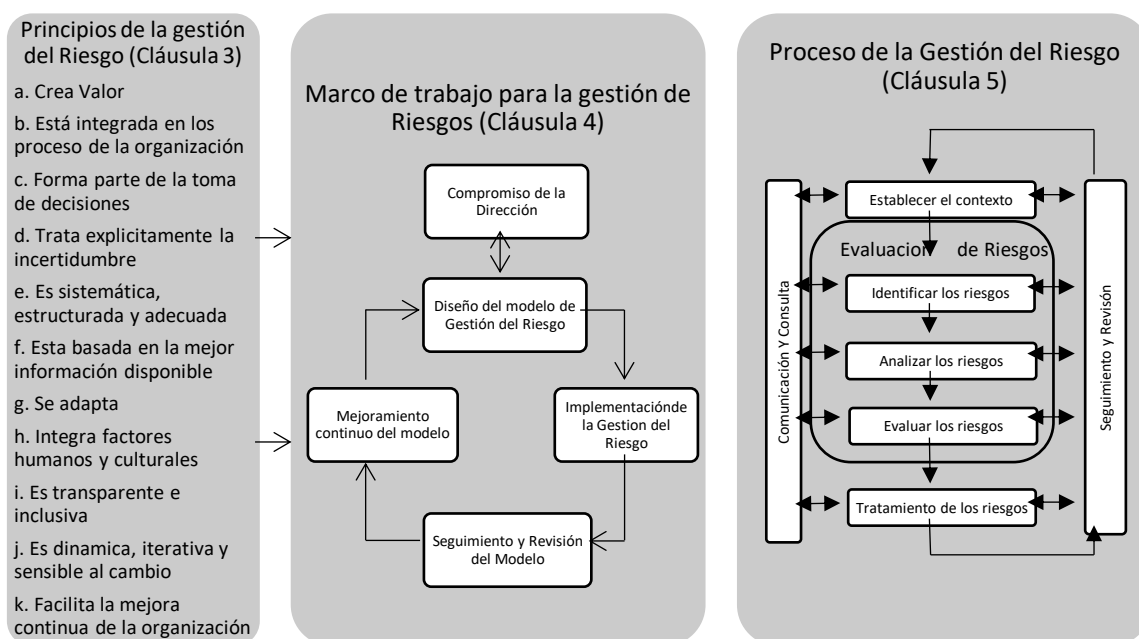 Principios de la gestión
del Riesgo (Cláusula 3)
a. Crea Valor
b. Está integrada en los
proceso de la organización
c. Forma parte de la toma
de decisiones
d. Trata explicitamente la
incertidumbre
e. Es sistemática,
estructurada y adecuada
f. Esta basada en la mejor
información disponible
g. Se adapta
h. Integra factores
humanos y culturales
i. Es transparente e
inclusiva
j. Es dinamica, iterativa y
sensible al cambio
k. Facilita la mejora
continua de la organización
Marco de trabajo para la gestión de
Riesgos (Cláusula 4)
Compromiso de la
Dirección
Diseño del modelo de
Gestión del Riesgo
Mejoramiento
continuo del modelo
Implementaciónde
la Gestion del
Riesgo
Seguimiento y Revisión
del Modelo
Proceso de la Gestión del Riesgo
(Cláusula 5)
Comunicación Y Consulta
Establecer el contexto
Evaluacion de Riesgos
Identificar los riesgos
Analizar los riesgos
Evaluar los riesgos
Tratamiento de los riesgos
Seguimiento y Revisón